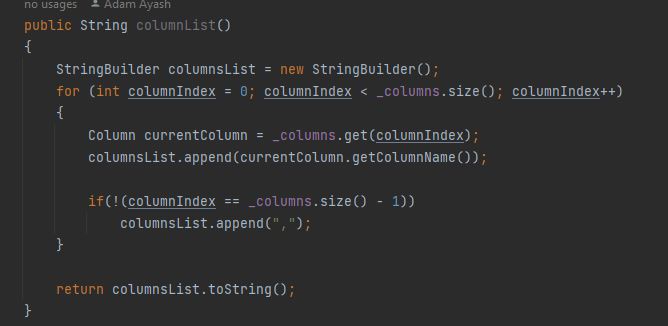 no usages Adam Ayash
public String columnList()
{
    StringBuilder columnsList = new StringBuilder();
    for (int columnIndex = 0; columnIndex < _columns.size(); columnIndex++)
    {
        Column currentColumn = _columns.get(columnIndex);
        columnsList.append(currentColumn.getColumnName());

        if(!(columnIndex == _columns.size() - 1))
            columnsList.append(",");
    }

    return columnsList.toString();
}